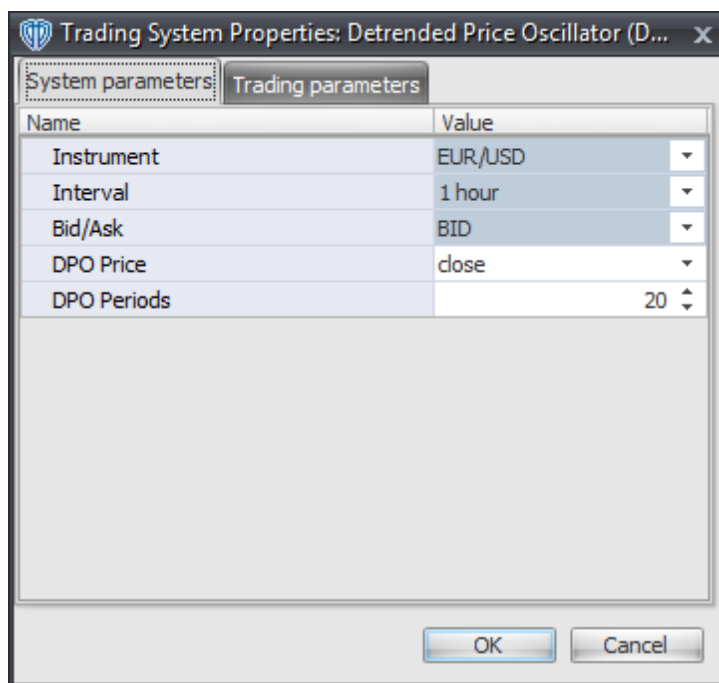 Trading System Properties: Detrended Price Oscillator (D... x
System parameters Trading parameters
Name Value
Instrument EUR/USD
Interval 1 hour
Bid/Ask BID
DPO Price close
DPO Periods 20
OK Cancel